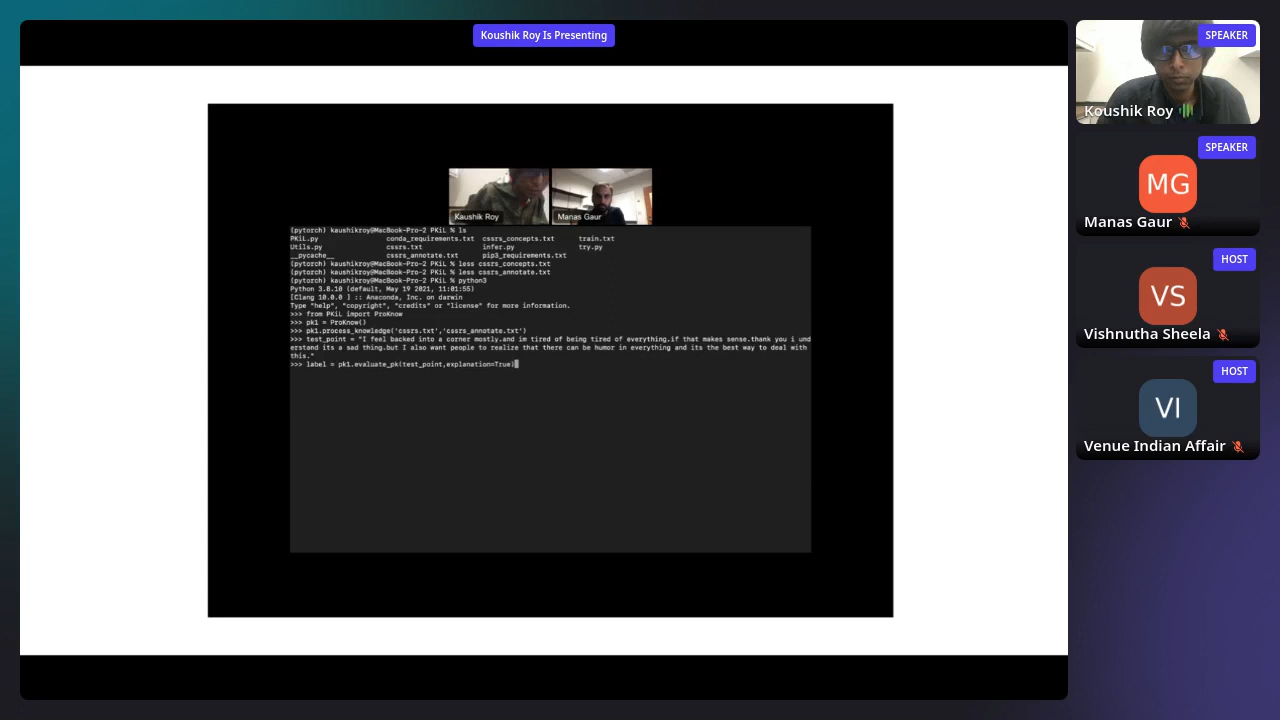 Koushik Roy Is Presenting
Kaushik Roy
Manas Gaur
(pytorch) kaushikroy@MacBook-Pro-2 PKiL % ls
PKiL.py conda_requirements.txt cssrs_concepts.txt train.txt
Utils.py cssrs.txt infer.py try.py
__pycache__ cssrs_annotate.txt pip3_requirements.txt
(pytorch) kaushikroy@MacBook-Pro-2 PKiL % less cssrs_concepts.txt
(pytorch) kaushikroy@MacBook-Pro-2 PKiL % less cssrs_annotate.txt
(pytorch) kaushikroy@MacBook-Pro-2 PKiL % python3
Python 3.8.10 (default, May 19 2021, 11:01:55)
[Clang 10.0.0 ] :: Anaconda, Inc. on darwin
Type "help", "copyright", "credits" or "license" for more information.
>>> from PKiL import ProKnow
>>> pk1 = ProKnow()
>>> pk1.process_knowledge('cssrs.txt','cssrs_annotate.txt')
>>> test_point = "I feel backed into a corner mostly.and im tired of being tired of everything.if that makes sense.thank you i und
erstand its a sad thing.but I also want people to realize that there can be humor in everything and its the best way to deal with
this."
>>> label = pk1.evaluate_pk(test_point,explanation=True)
SPEAKER
Koushik Roy
SPEAKER
MG
Manas Gaur
HOST
VS
Vishnutha Sheela
HOST
VI
Venue Indian Affair